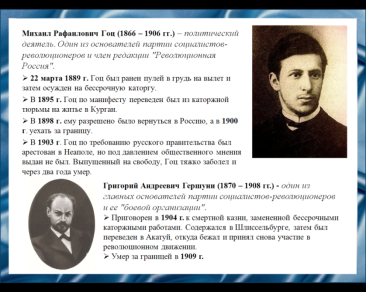 Михаил Рафаилович Гоц (1866 – 1906 гг.) – политический
деятель. Один из основателей партии социалистов-
революционеров и член редакции "Революционная
Россия".
➢ 22 марта 1889 г. Гоц был ранен пулей в грудь на вылет и
затем осужден на бессрочную каторгу.
➢ В 1895 г. Гоц по манифесту переведен был из каторжной
тюрьмы на житье в Курган.
➢ В 1898 г. ему разрешено было вернуться в Россию, а в 1900
г. уехать за границу.
➢ В 1903 г. Гоц по требованию русского правительства был
арестован в Неаполе, но под давлением общественного мнения
выдан не был. Выпущенный на свободу, Гоц тяжко заболел и
через два года умер.
Григорий Андреевич Гершуни (1870 – 1908 гг.) - один из
главных основателей партии социалистов-революционеров
и ее "боевой организации".
➢ Приговорен в 1904 г. к смертной казни, замененной бессрочными
каторжными работами. Содержался в Шлиссельбурге, затем был
переведен в Акатуй, откуда бежал и принял снова участие в
революционном движении.
➢ Умер за границей в 1909 г.